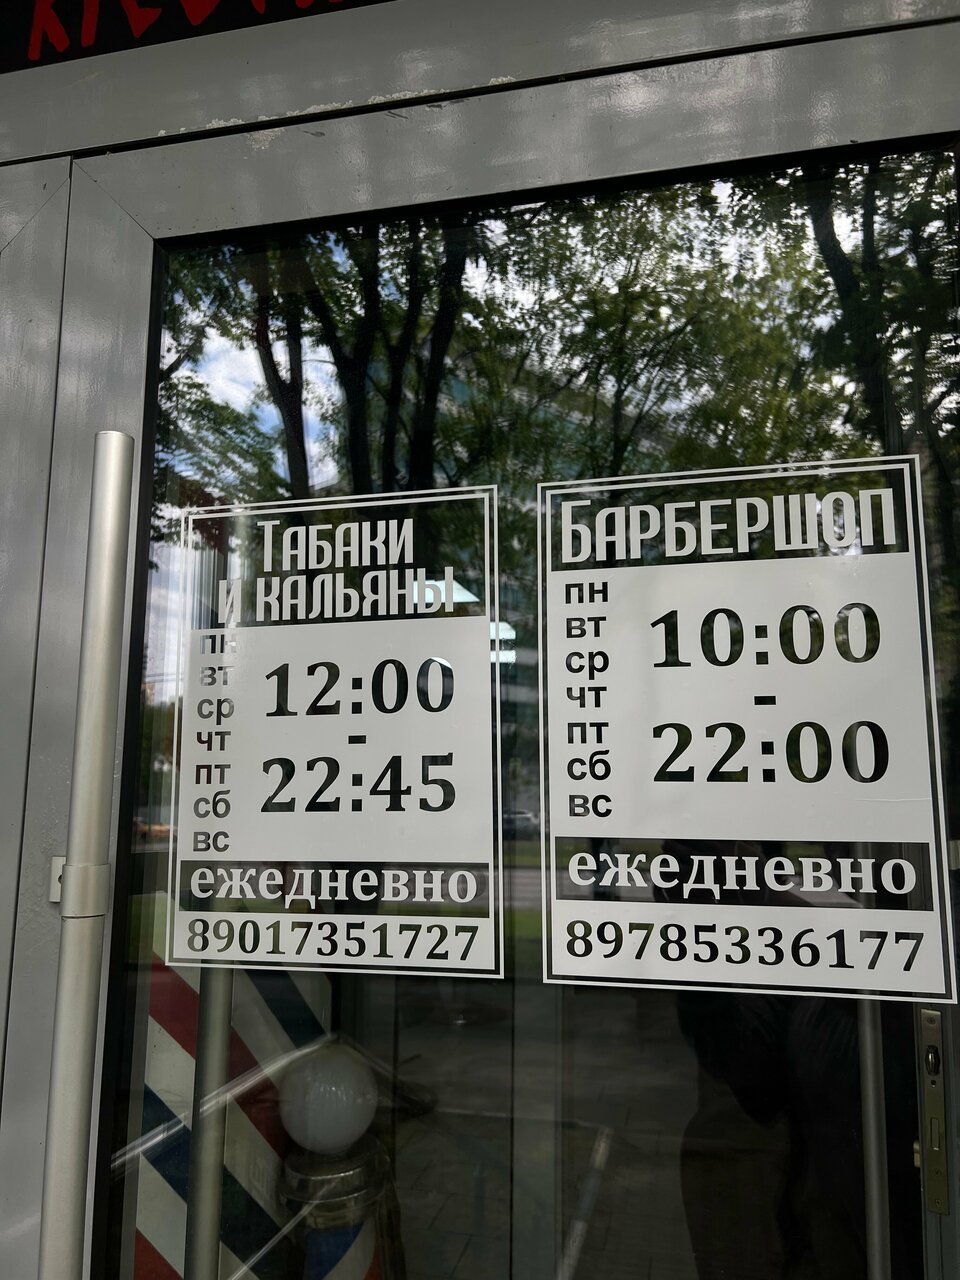 Табаки
и кальяны
пн
вт
ср
чт
пт
сб
вс
12:00
-
22:45
ежедневно
89017351727
Барбершоп
пн
вт
ср
чт
пт
сб
вс
10:00
-
22:00
ежедневно
89785336177